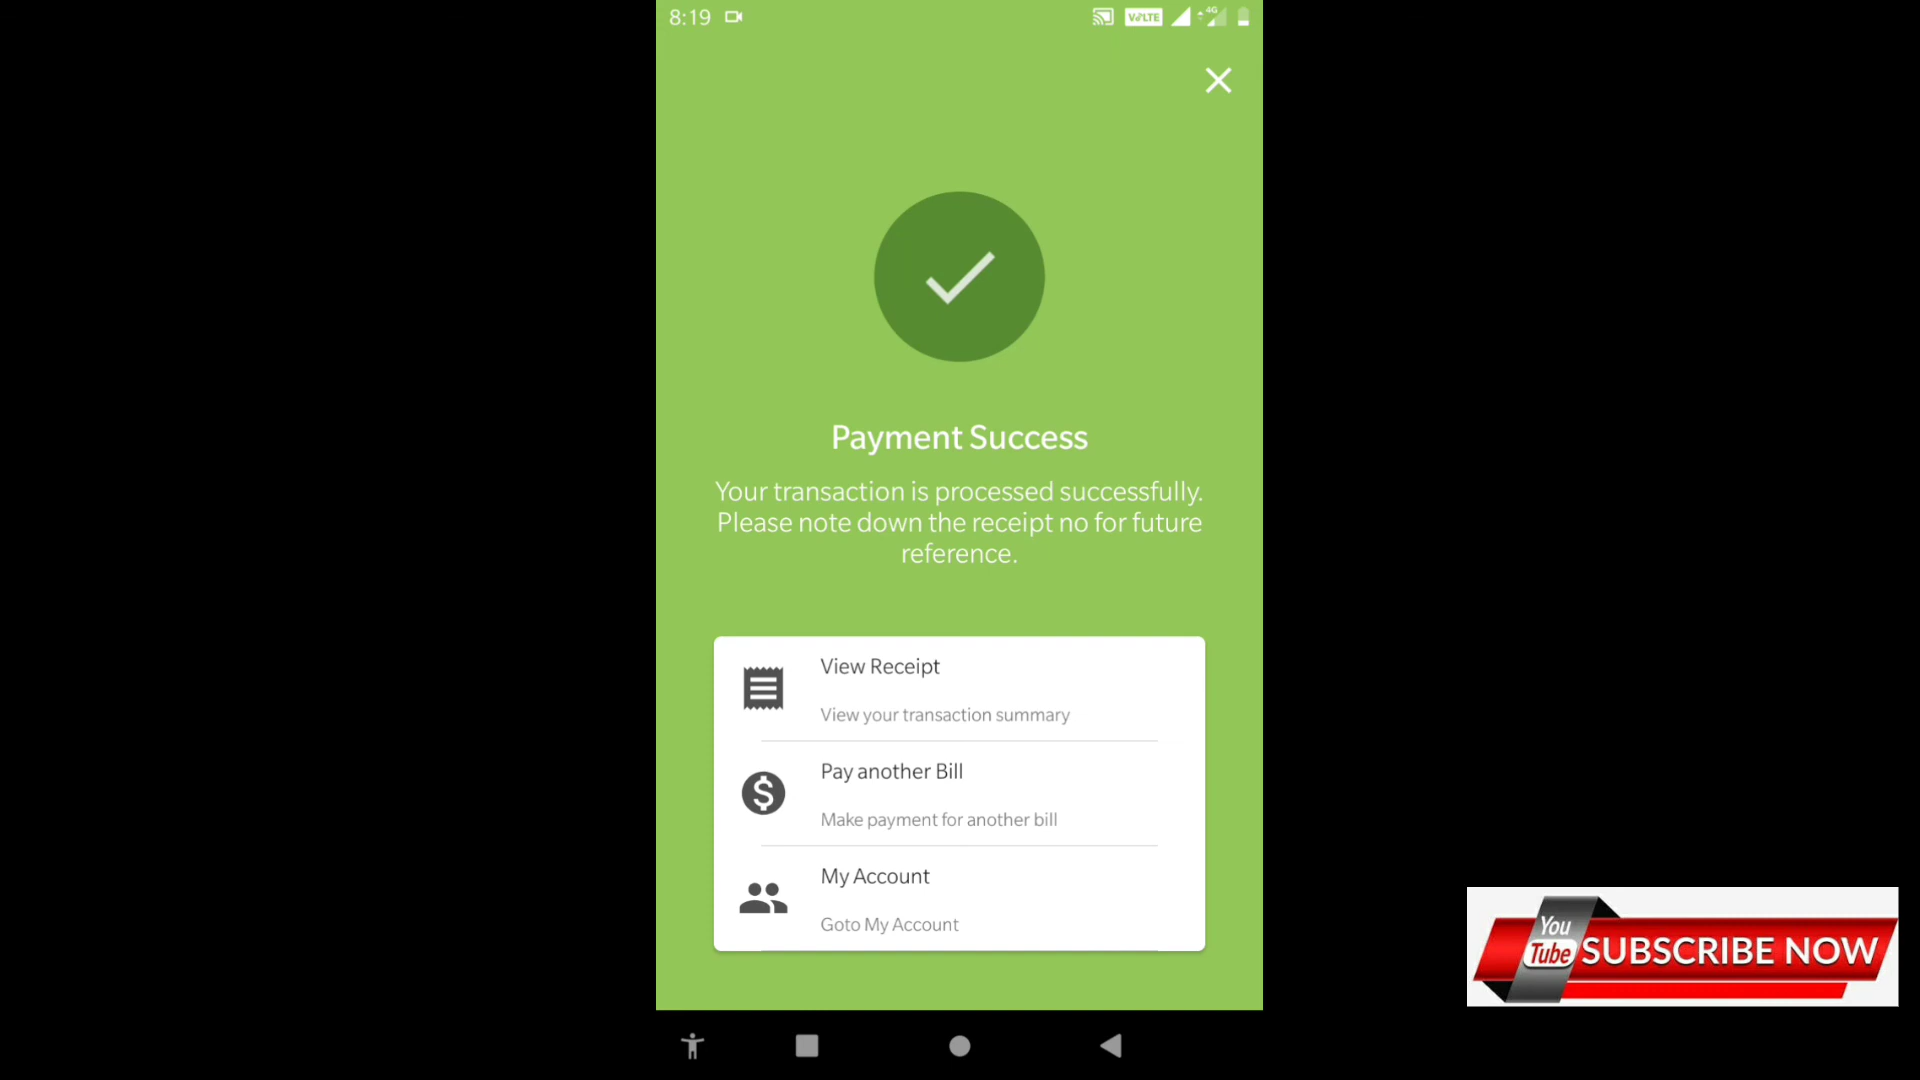 8:19
VoLTE
4G
Payment Success
Your transaction is processed successfully.
Please note down the receipt no for future
reference.
View Receipt
View your transaction summary
Pay another Bill
Make payment for another bill
My Account
Goto My Account
You
Tube
SUBSCRIBE NOW